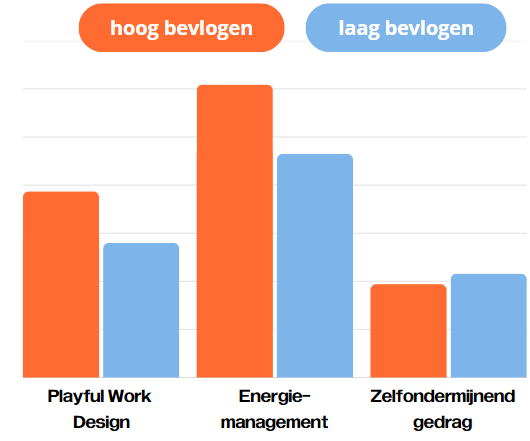 hoog bevlogen
laag bevlogen
Playful Work
Design
Energie-
management
Zelfondermijnend
gedrag